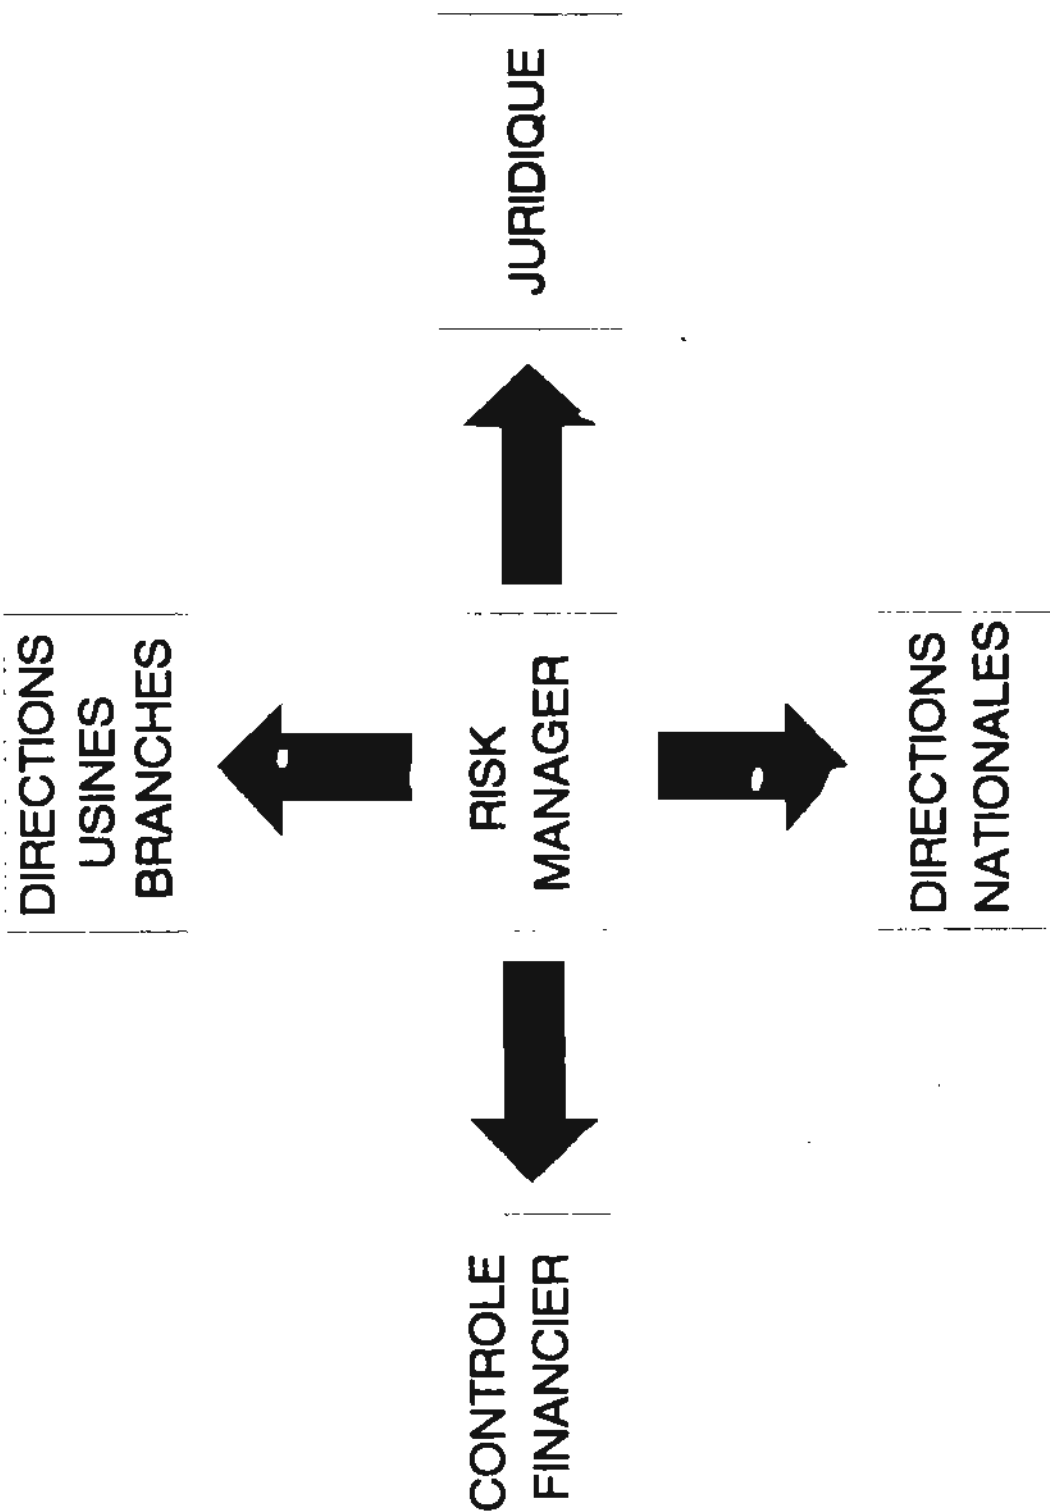 DIRECTIONS
USINES
BRANCHES
CONTROLE
FINANCIER
RISK
MANAGER
JURIDIQUE
DIRECTIONS
NATIONALES